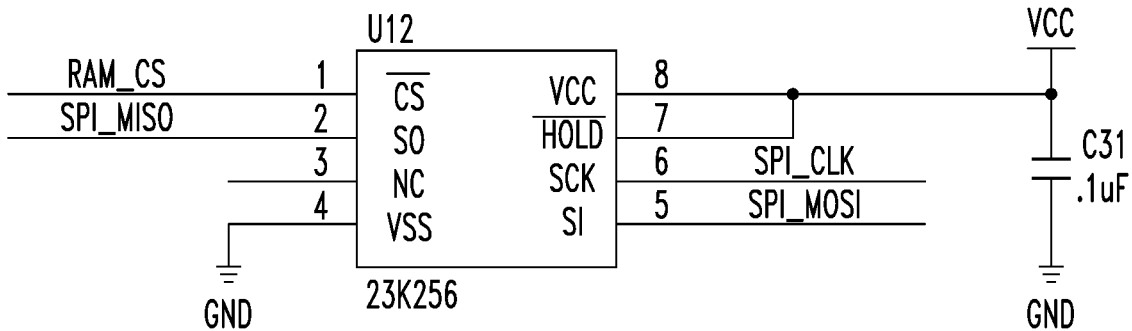 U12
VCC
RAM_CS 1 CS VCC 8
SPI_MISO 2 SO HOLD 7
3 NC SCK 6 SPI_CLK
4 VSS SI 5 SPI_MOSI
C31
.1uF
23K256
GND
GND